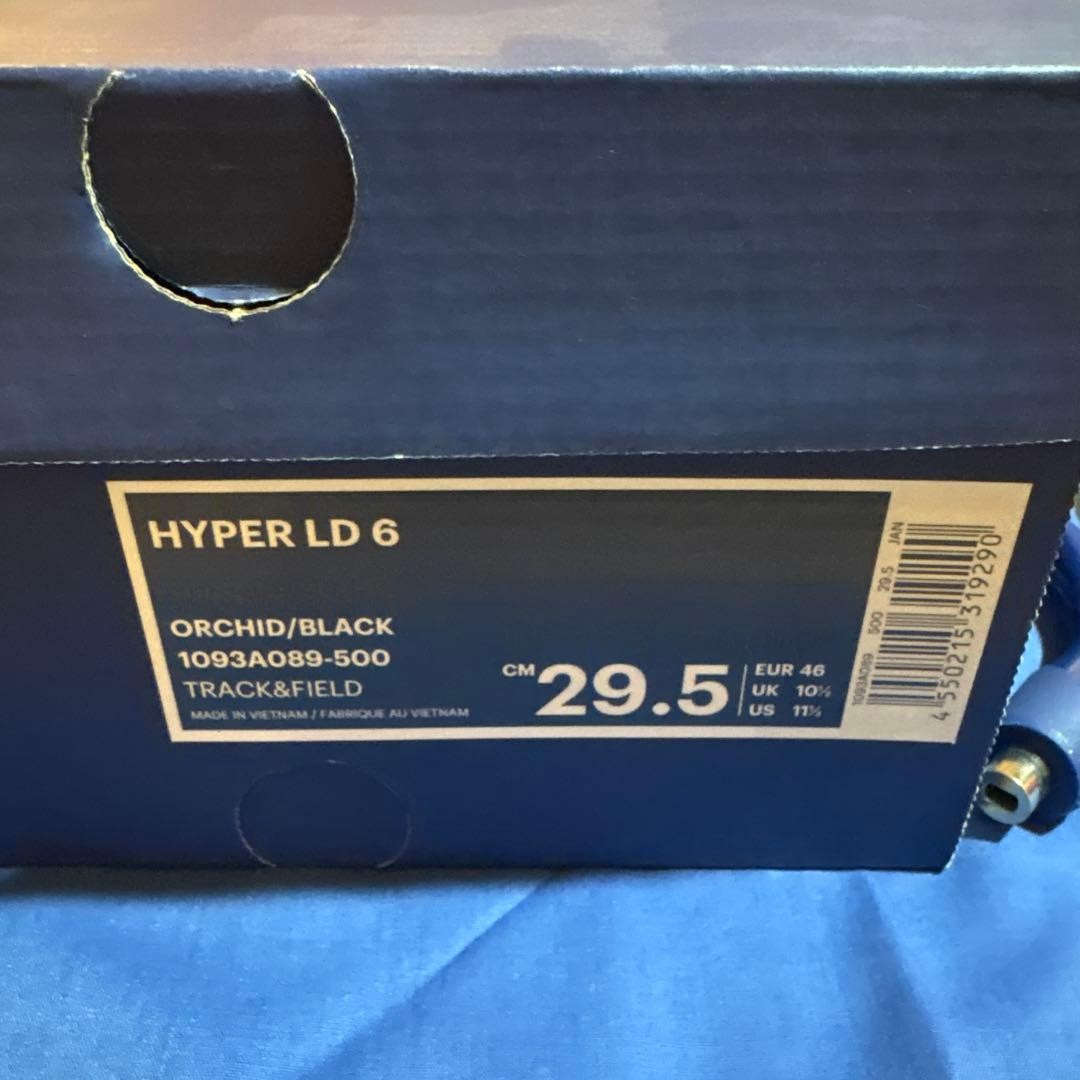 HYPER LD 6
ORCHID/BLACK
1093A089-500
TRACK&FIELD
MADE IN VIETNAM / FABRIQUE AU VIETNAM
CM 29.5
EUR 46
UK 10½
US 11½
1093A089 500 29.5 JAN
4 550215 319290